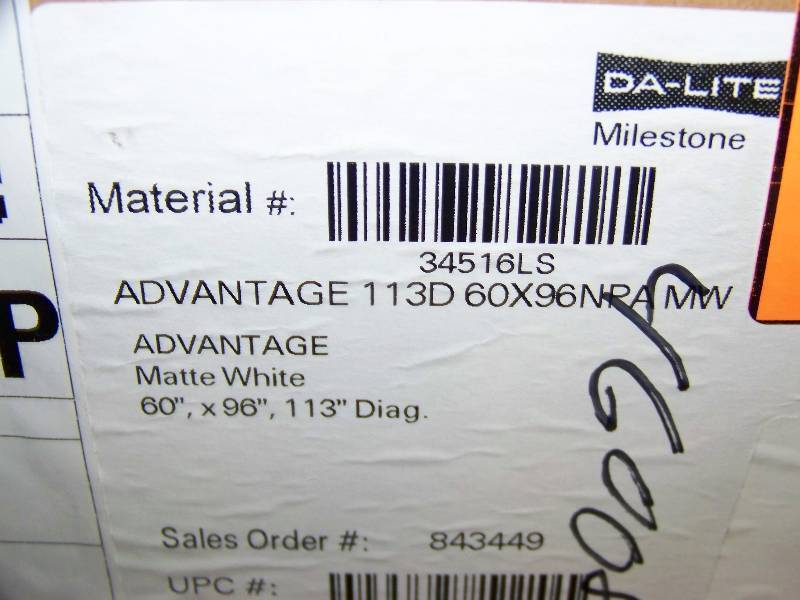 DA-LITE
Milestone
Material #:
34516LS
ADVANTAGE 113D 60X96NPA MW
ADVANTAGE
Matte White
60", x 96", 113" Diag.
P
Sales Order #: 843449
UPC #: